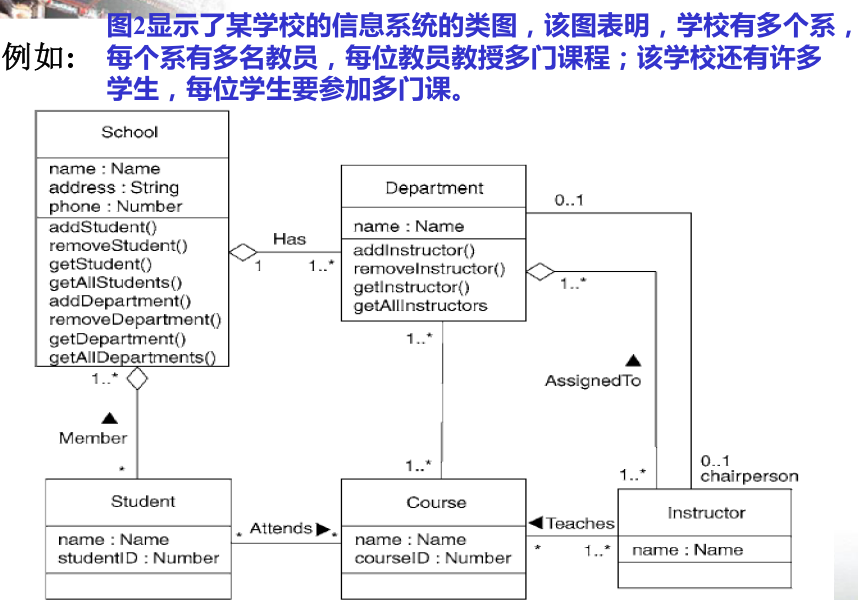 图2显示了某学校的信息系统的类图，该图表明，学校有多个系，
例如：
每个系有多名教员，每位教员教授多门课程；该学校还有许多
学生，每位学生要参加多门课。
School
name : Name
address : String
phone : Number
addStudent()
removeStudent()
getStudent()
getAllStudents()
addDepartment()
removeDepartment()
getDepartment()
getAllDepartments()
Has
1
1..*
Department
name : Name
addInstructor()
removeInstructor()
getInstructor()
getAllInstructors
0..1
1..*
1..*
1..*
Member
*
AssignedTo
1..*
1..*
0..1
chairperson
Student
name : Name
studentID : Number
* Attends *
Course
name : Name
courseID : Number
Teaches
* 1..*
Instructor
name : Name